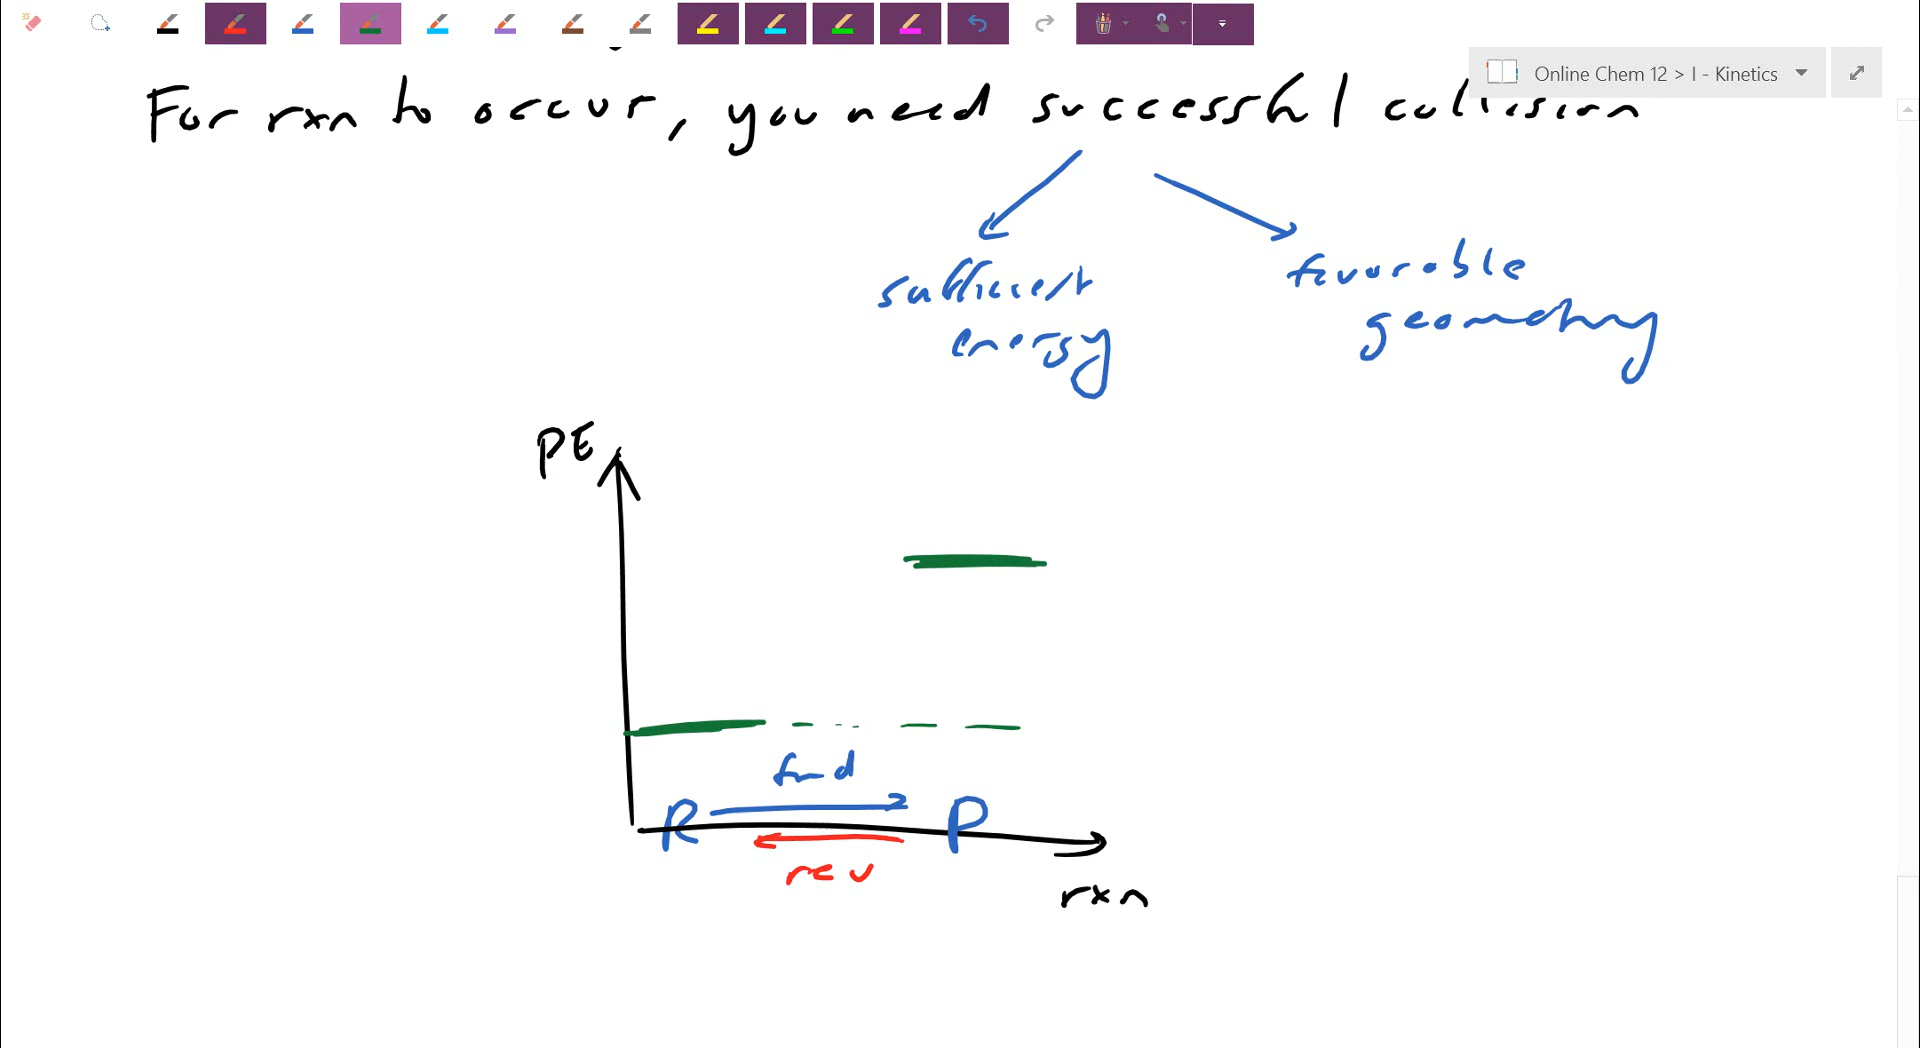 Online Chem 12 > I - Kinetics
For rxn to occur, you need successful collision
sufficient
energy
favorable
geometry
PE
fwd
R
P
rev
rxn